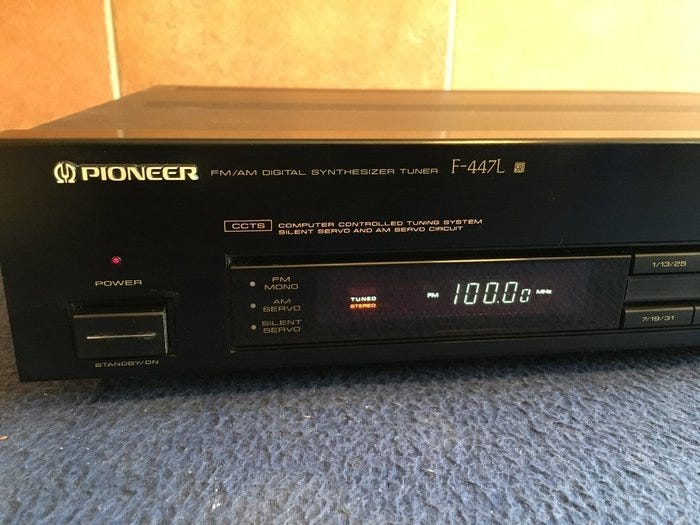 PIONEER FM/AM DIGITAL SYNTHESIZER TUNER F-447L
CCTS COMPUTER CONTROLLED TUNING SYSTEM
SILENT SERVO AND AM SERVO CIRCUIT
POWER
STANDBY/ON
FM
MONO
AM
SERVO
SILENT
SERVO
TUNED
STEREO
FM 100.00 MHz
1/13/25
7/19/31